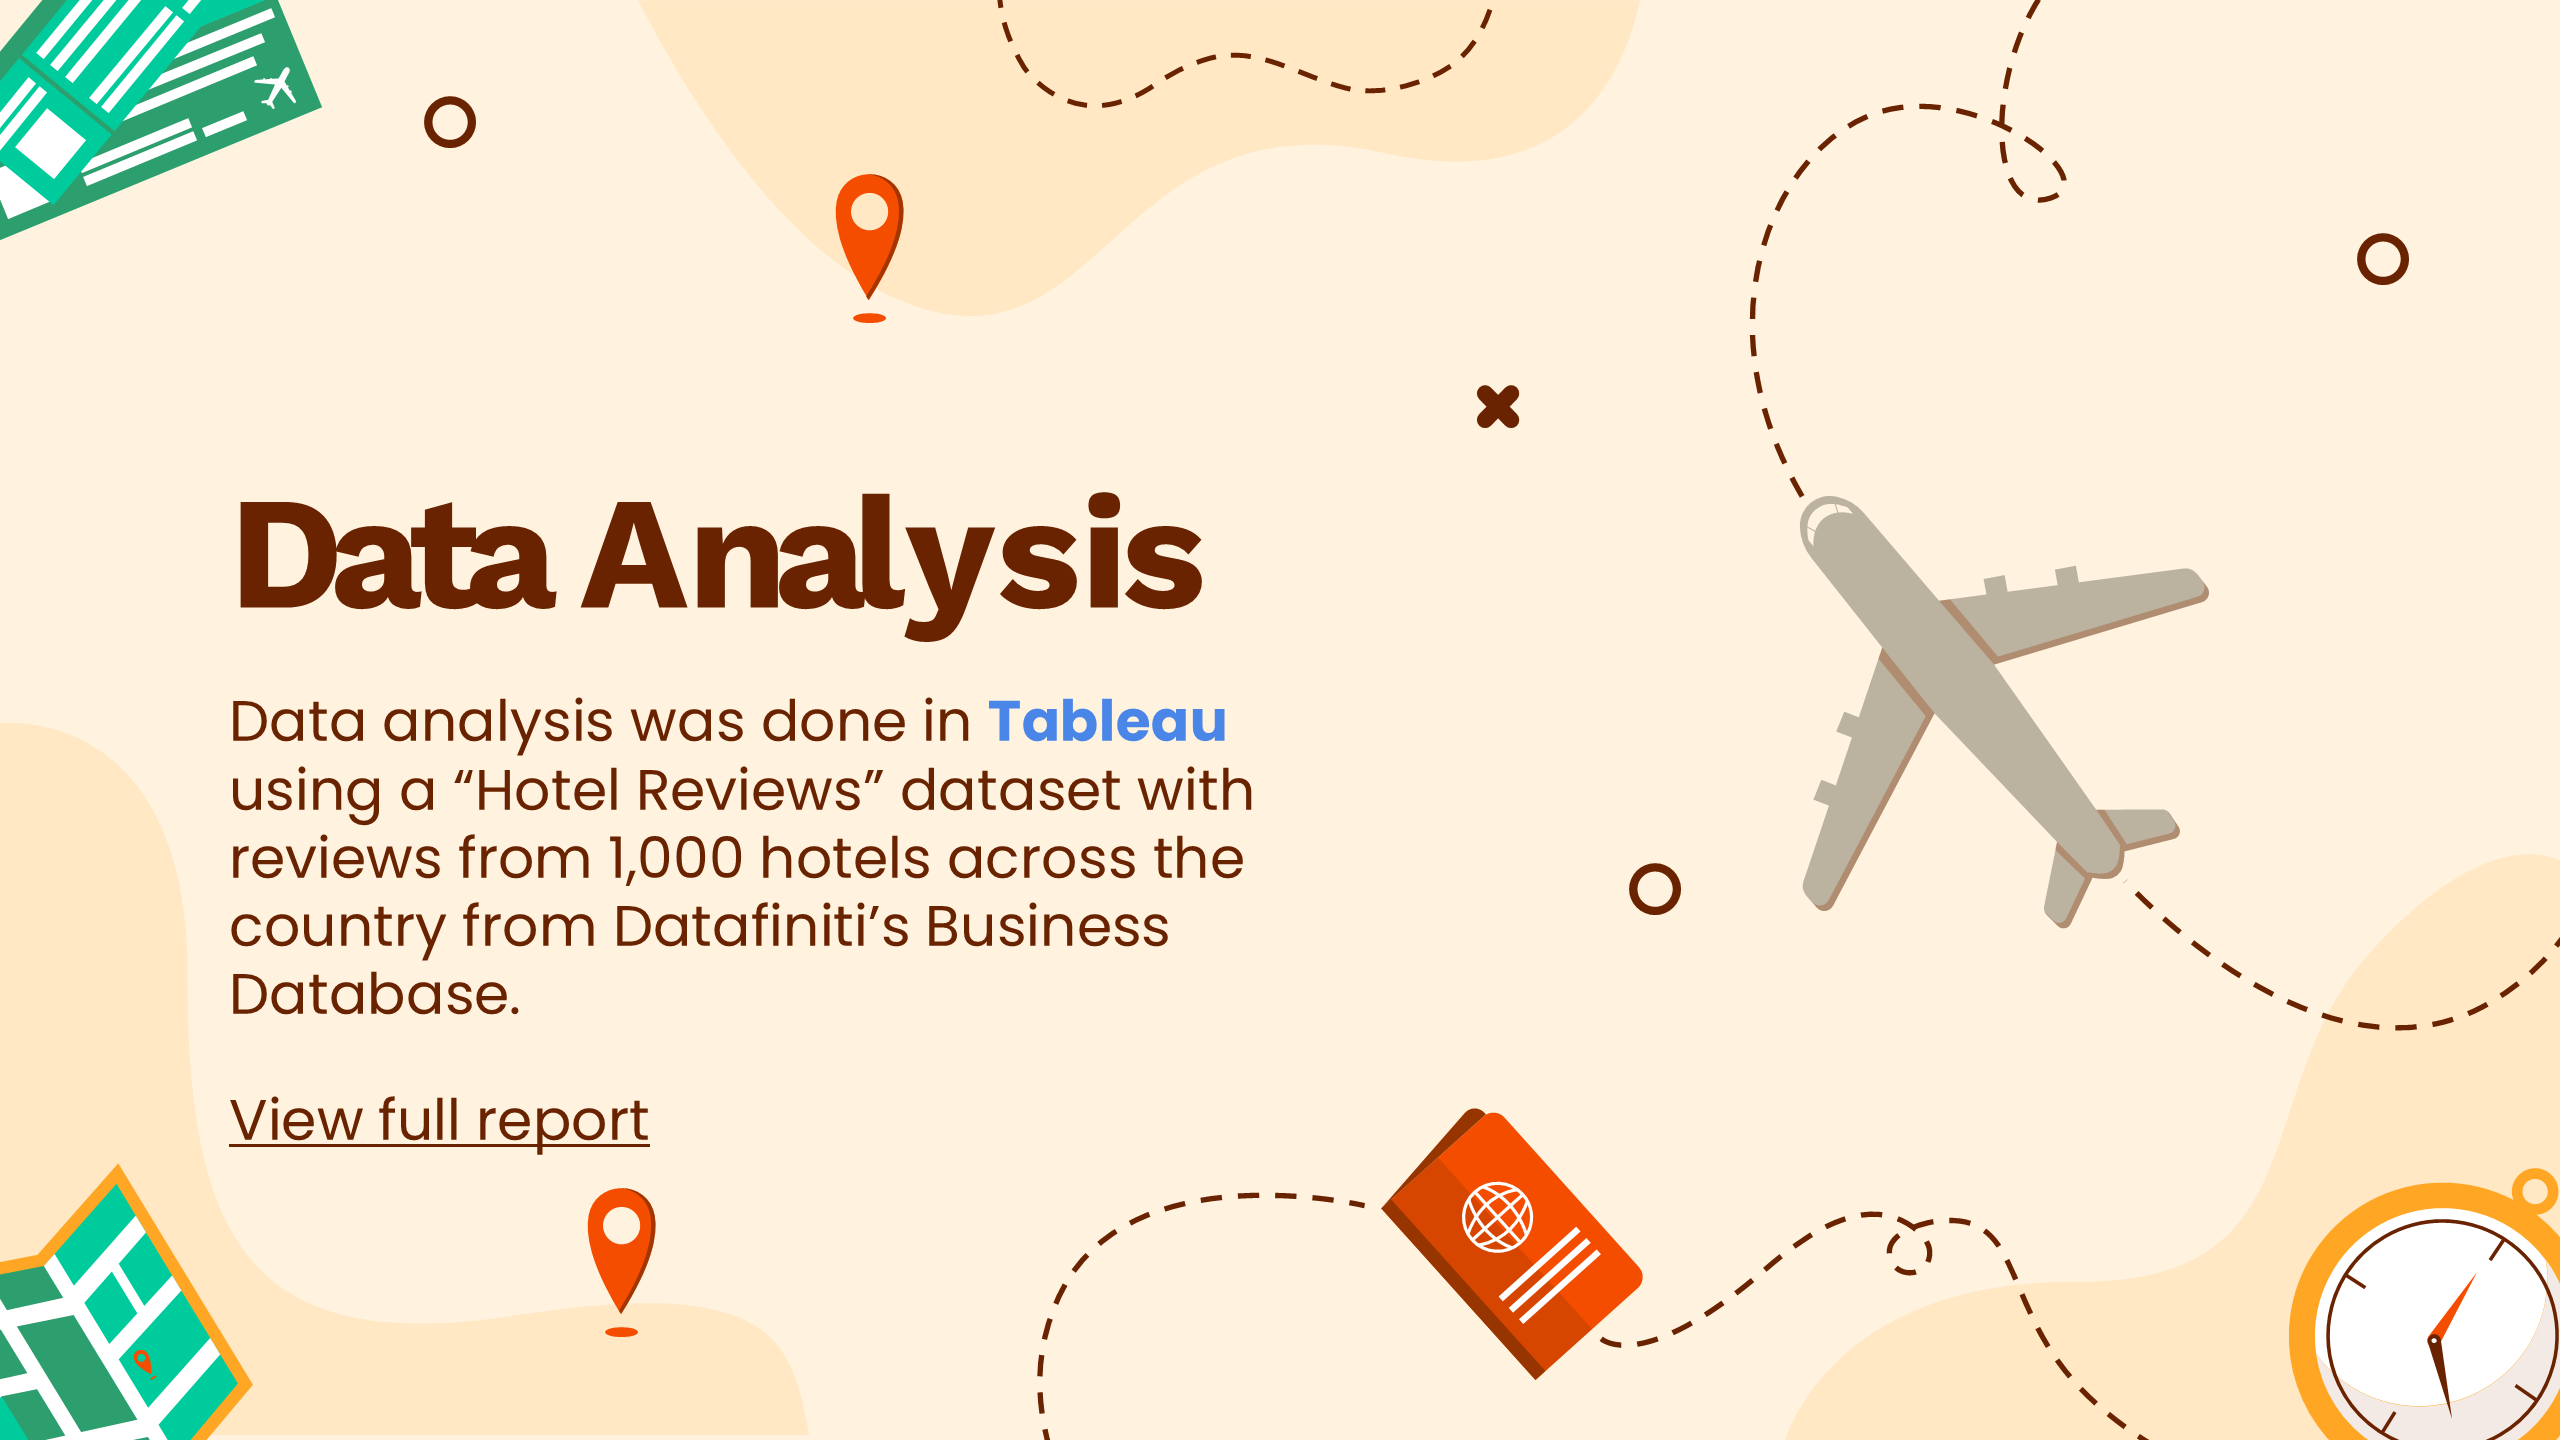 Data Analysis
Data analysis was done in Tableau
using a “Hotel Reviews” dataset with
reviews from 1,000 hotels across the
country from Datafiniti’s Business
Database.
View full report